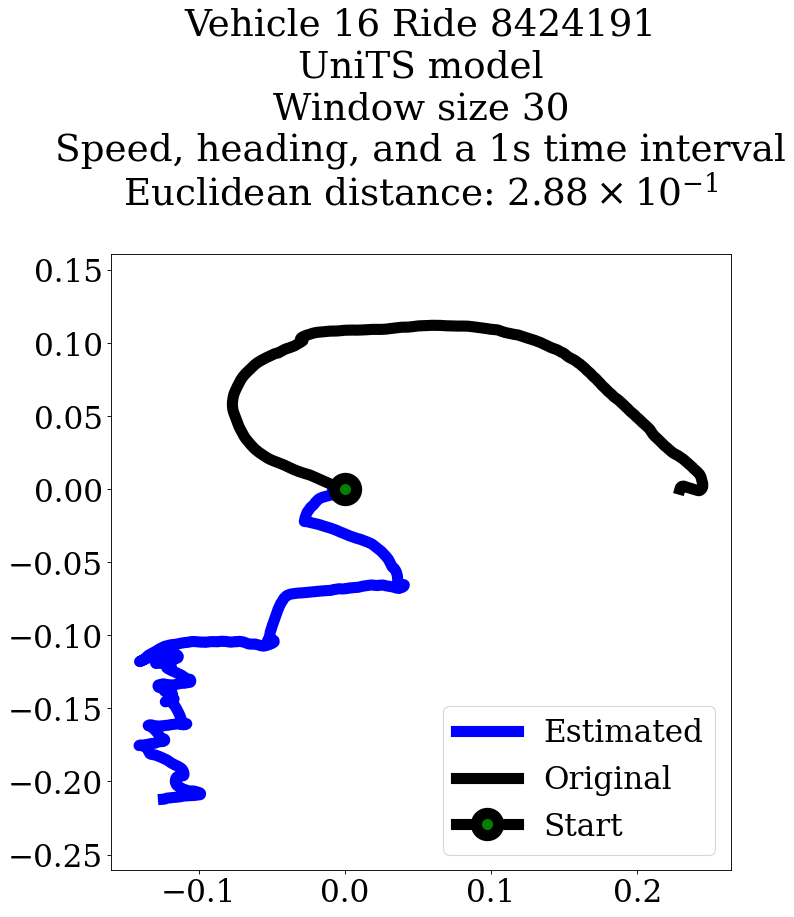 Vehicle 16 Ride 8424191
UniTS model
Window size 30
Speed, heading, and a 1s time interval
Euclidean distance: 2.88 × 10⁻¹
0.15
0.10
0.05
0.00
−0.05
−0.10
−0.15
−0.20
−0.25
−0.1
0.0
0.1
0.2
Estimated
Original
Start